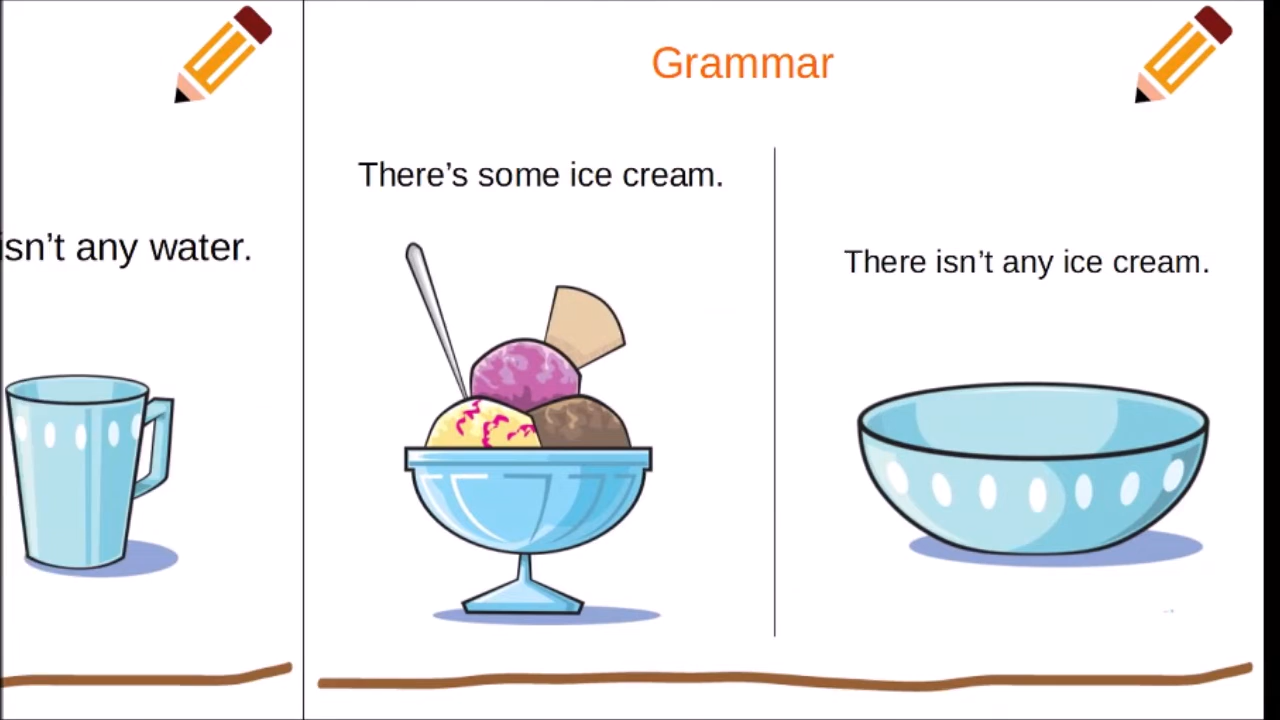 Grammar
isn’t any water.
There’s some ice cream.
There isn’t any ice cream.